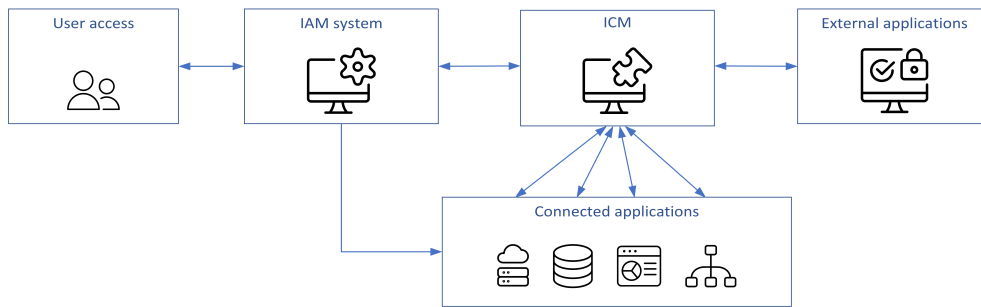 User access
IAM system
ICM
External applications
Connected applications